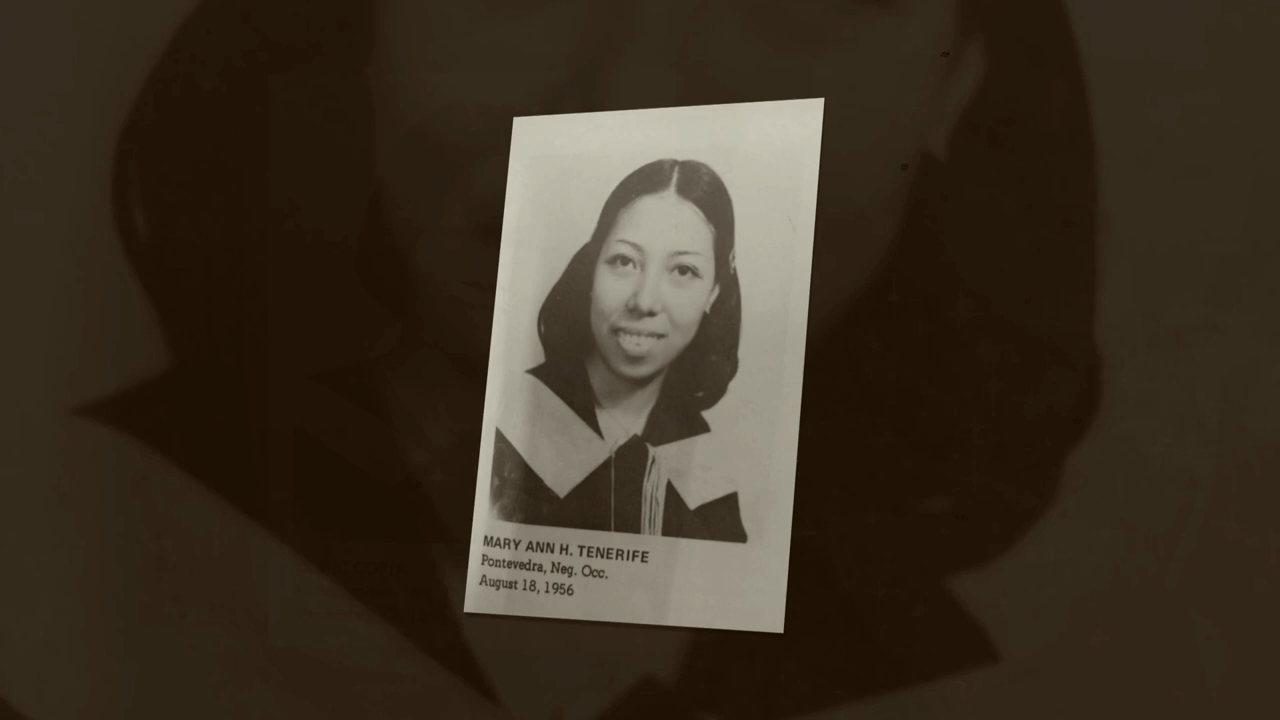 MARY ANN H. TENERIFE
Pontevedra, Neg. Occ.
August 18, 1956